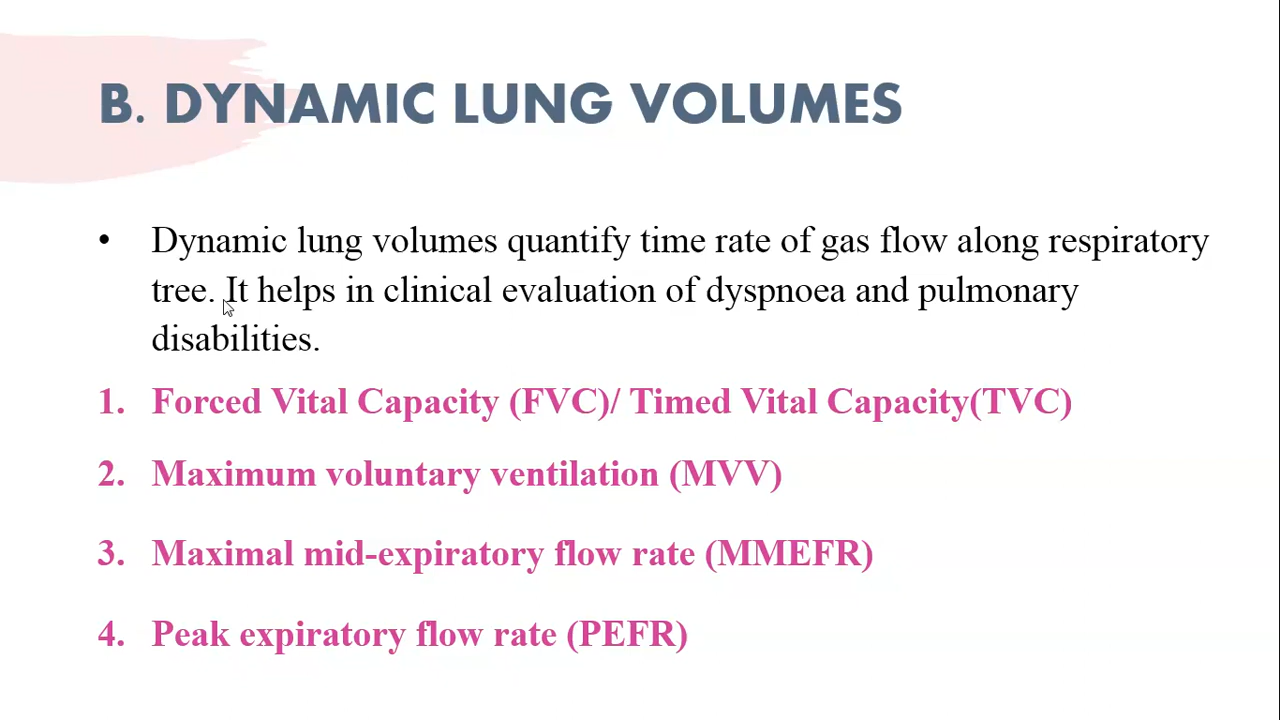 B. DYNAMIC LUNG VOLUMES
• Dynamic lung volumes quantify time rate of gas flow along respiratory
tree. It helps in clinical evaluation of dyspnoea and pulmonary
disabilities.
1. Forced Vital Capacity (FVC)/ Timed Vital Capacity(TVC)
2. Maximum voluntary ventilation (MVV)
3. Maximal mid-expiratory flow rate (MMEFR)
4. Peak expiratory flow rate (PEFR)